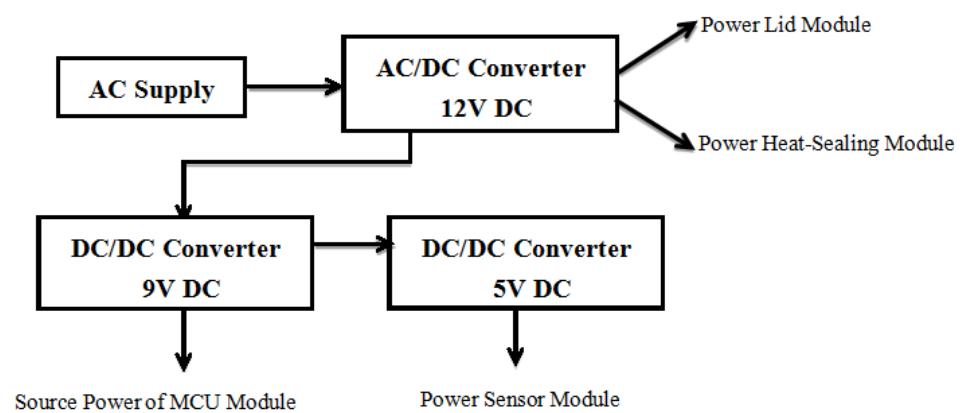 Power Lid Module
AC Supply
AC/DC Converter
12V DC
Power Heat-Sealing Module
DC/DC Converter
9V DC
DC/DC Converter
5V DC
Source Power of MCU Module
Power Sensor Module